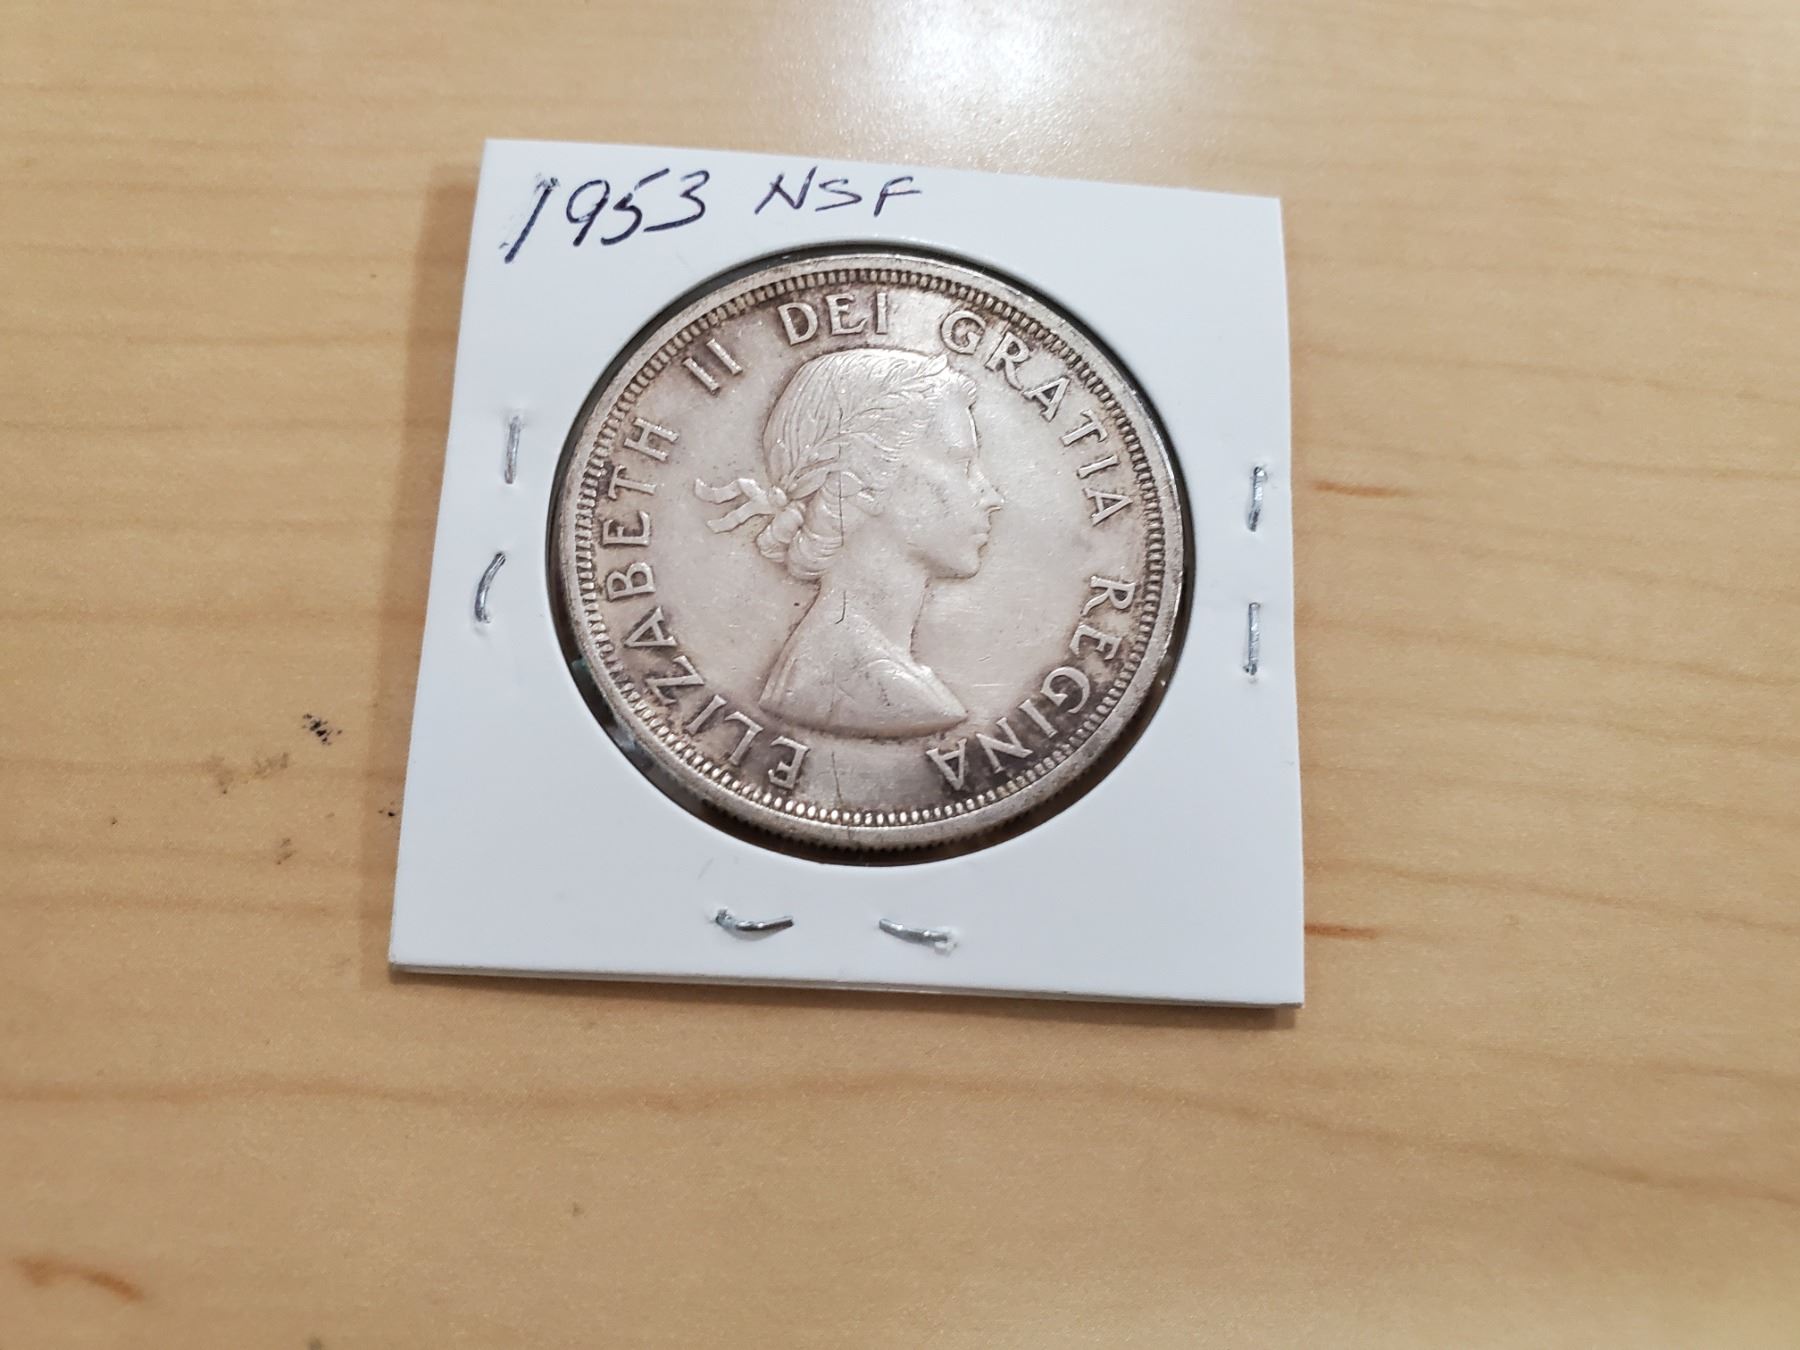 1953 NSF
ELIZABETH II DEI GRATIA REGINA